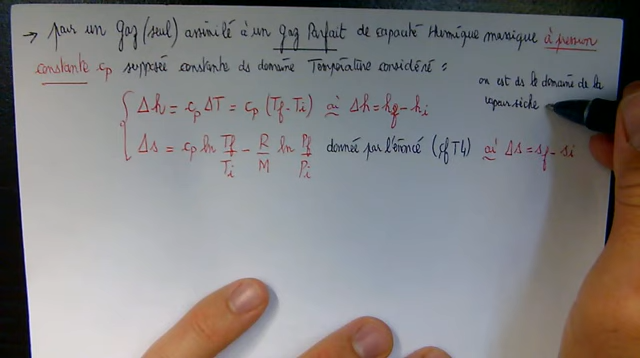 → pour un Gaz (seul) assimilé à un Gaz Parfait de capacité thermique massique à pression
constante cp supposée constante ds domaine Température considéré :
on est ds le domaine de la
vapeur sèche
Δh = cp ΔT = cp (Tf - Ti) où Δh = hf - hi
Δs = cp ln Tf/Ti - R/M ln Pf/Pi donnée par l'énoncé (cf T4) où Δs = sf - si